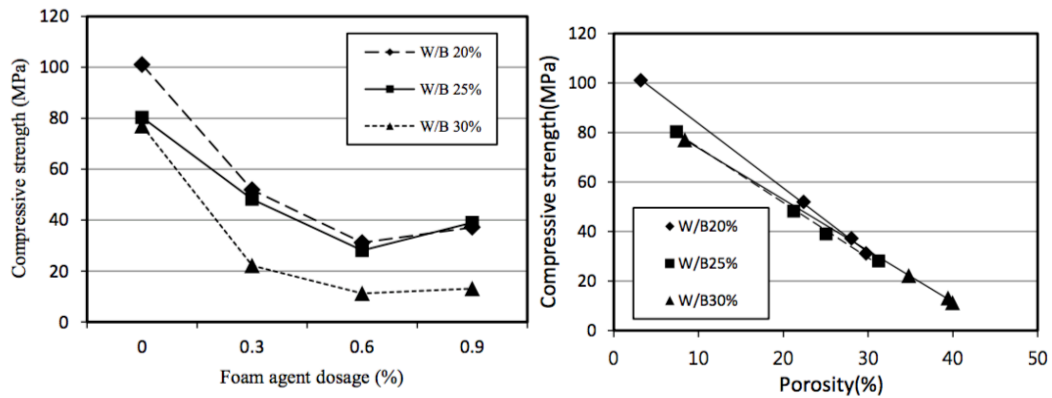 120
100
80
60
40
20
0
Compressive strength (MPa)
W/B 20%
W/B 25%
W/B 30%
0 0.3 0.6 0.9
Foam agent dosage (%)
120
100
80
60
40
20
0
Compressive strength(MPa)
W/B20%
W/B25%
W/B30%
0 10 20 30 40 50
Porosity(%)